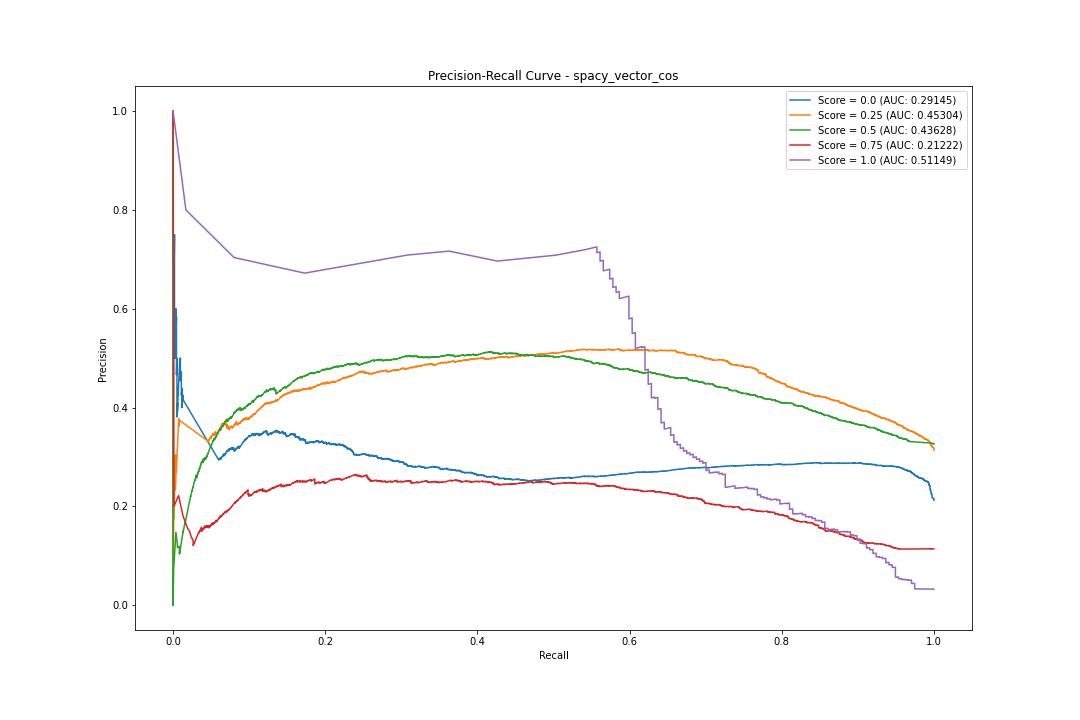 Precision-Recall Curve - spacy_vector_cos
Score = 0.0 (AUC: 0.29145)
Score = 0.25 (AUC: 0.45304)
Score = 0.5 (AUC: 0.43628)
Score = 0.75 (AUC: 0.21222)
Score = 1.0 (AUC: 0.51149)
1.0
0.8
0.6
0.4
0.2
0.0
Precision
0.0 0.2 0.4 0.6 0.8 1.0
Recall